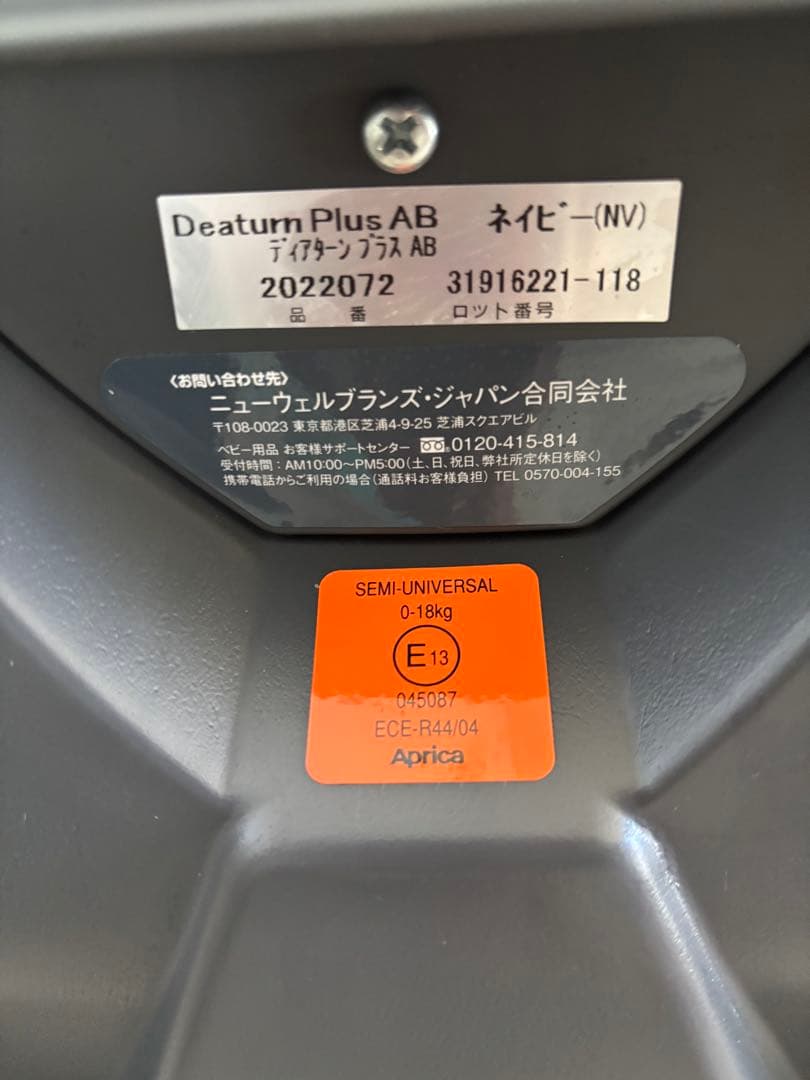 Deaturn Plus AB ネイビー(NV)
ディアターン プラス AB
2022072 31916221-118
品 番 ロット番号
〈お問い合わせ先〉
ニューウェルブランズ・ジャパン合同会社
〒108-0023 東京都港区芝浦4-9-25 芝浦スクエアビル
ベビー用品 お客様サポートセンター 0120-415-814
受付時間：AM10:00〜PM5:00(土、日、祝日、弊社所定休日を除く)
携帯電話からご利用の場合(通話料お客様負担) TEL 0570-004-155
SEMI-UNIVERSAL
0-18kg
E 13
045087
ECE-R44/04
Aprica